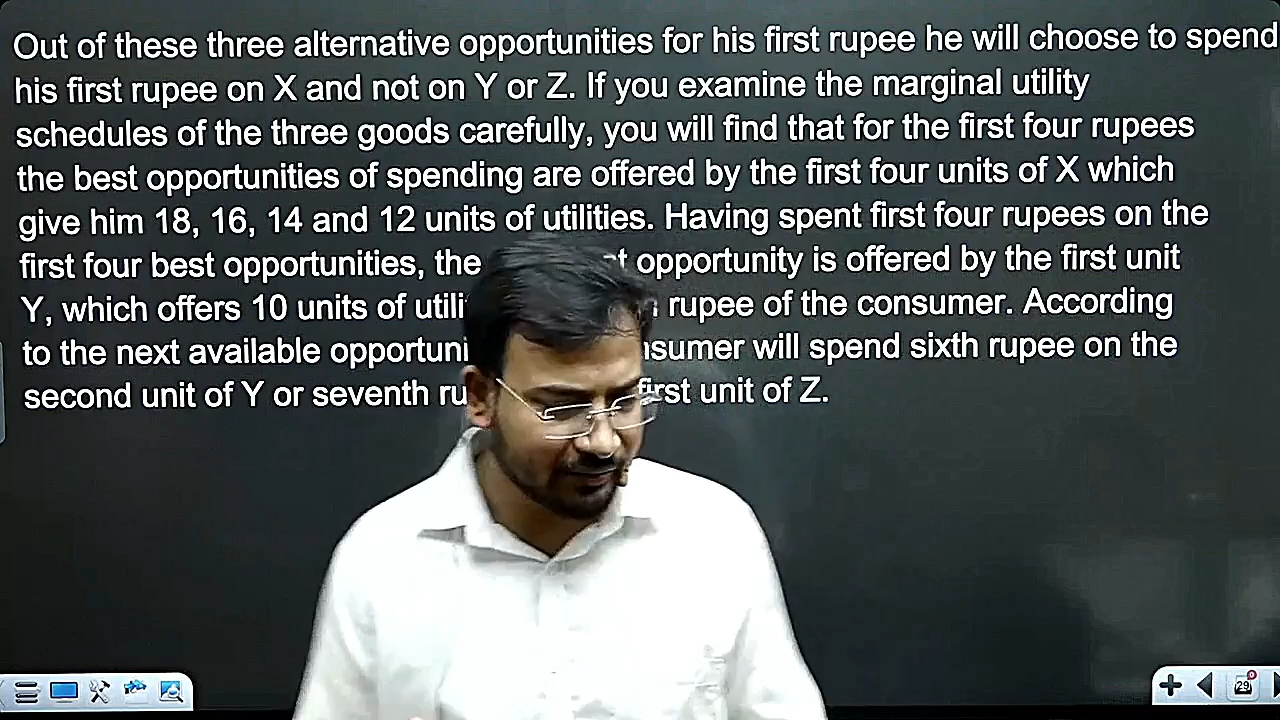 Out of these three alternative opportunities for his first rupee he will choose to spend
his first rupee on X and not on Y or Z. If you examine the marginal utility
schedules of the three goods carefully, you will find that for the first four rupees
the best opportunities of spending are offered by the first four units of X which
give him 18, 16, 14 and 12 units of utilities. Having spent first four rupees on the
first four best opportunities, the opportunity is offered by the first unit
Y, which offers 10 units of rupee of the consumer. According
to the next available will spend sixth rupee on the
second unit of Y or seventh first unit of Z.
29